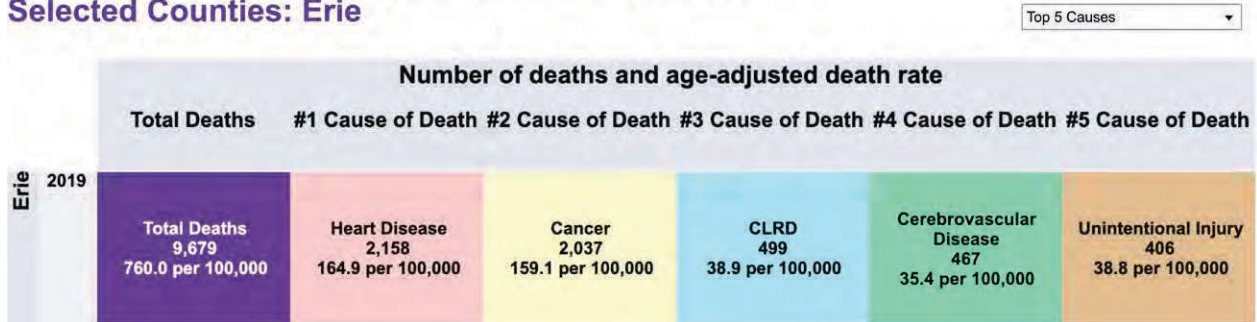 Selected Counties: Erie
Top 5 Causes
Number of deaths and age-adjusted death rate
Total Deaths #1 Cause of Death #2 Cause of Death #3 Cause of Death #4 Cause of Death #5 Cause of Death
Erie
2019
Total Deaths
9,679
760.0 per 100,000
Heart Disease
2,158
164.9 per 100,000
Cancer
2,037
159.1 per 100,000
CLRD
499
38.9 per 100,000
Cerebrovascular
Disease
467
35.4 per 100,000
Unintentional Injury
406
38.8 per 100,000